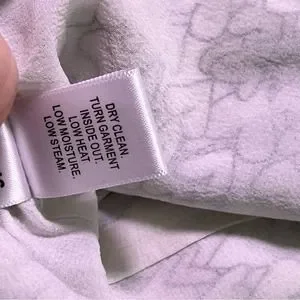 DRY CLEAN.
TURN GARMENT
INSIDE OUT.
LOW HEAT
LOW MOISTURE.
LOW STEAM.